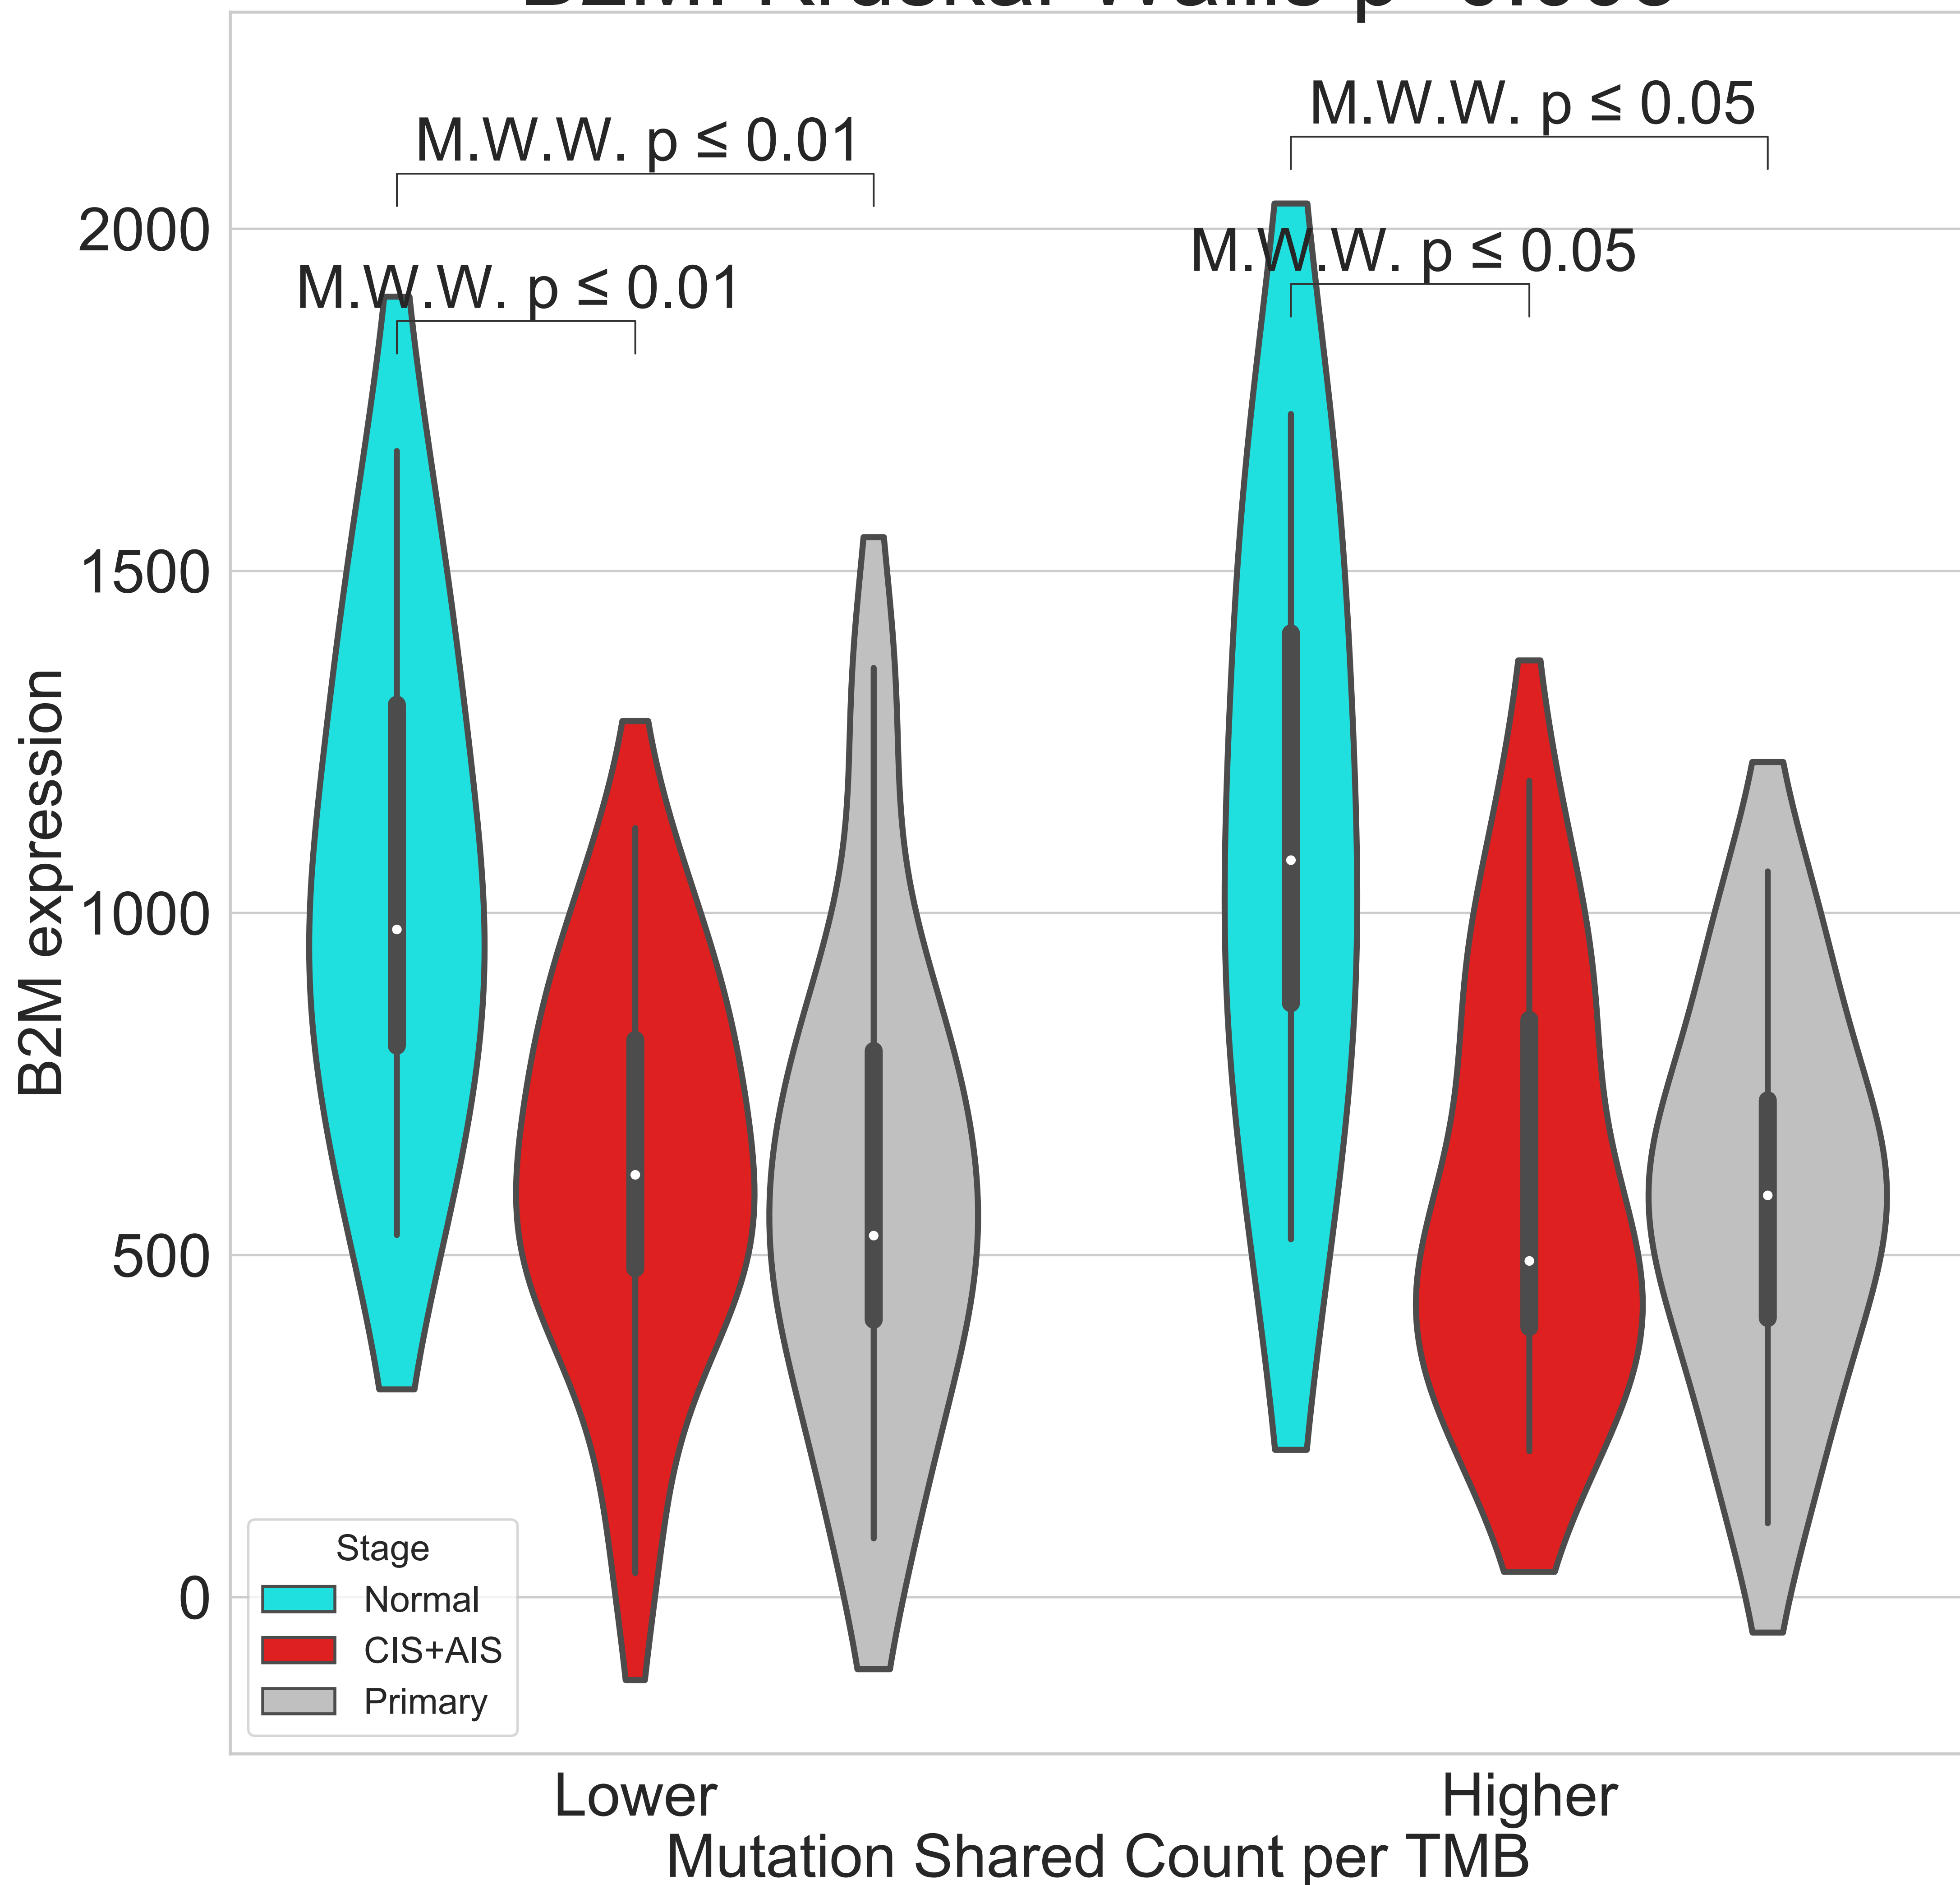 M.W.W. p ≤ 0.05
M.W.W. p ≤ 0.01
M.W.W. p ≤ 0.05
M.W.W. p ≤ 0.01
2000
1500
1000
500
0
B2M expression
Stage
Normal
CIS+AIS
Primary
Lower
Higher
Mutation Shared Count per TMB